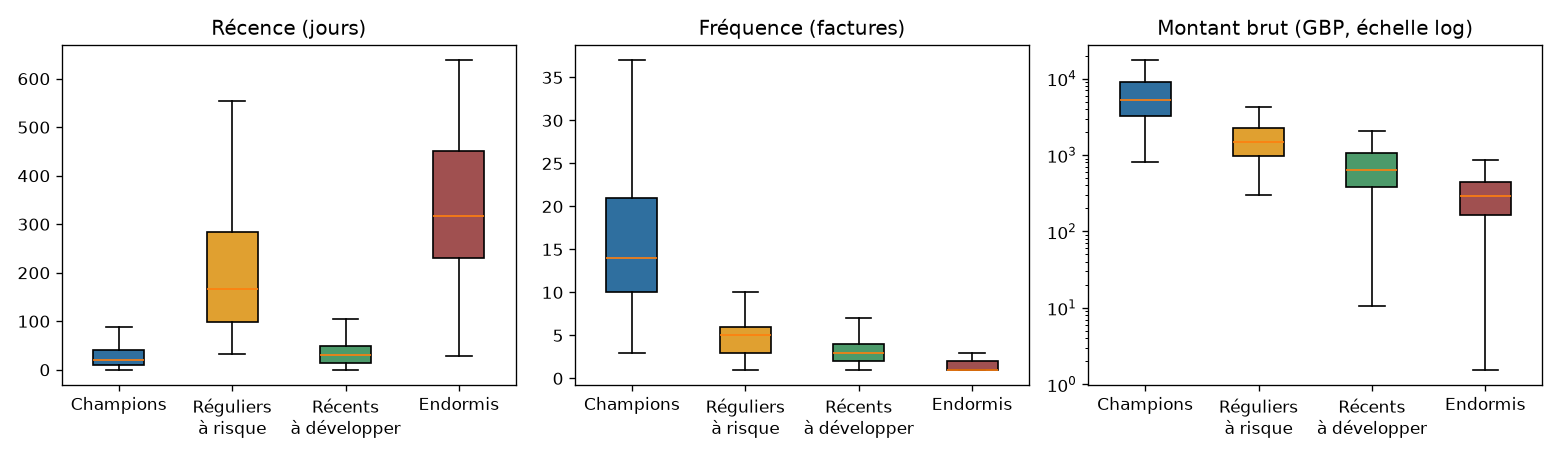 Récence (jours)
600
500
400
300
200
100
0
Champions
Réguliers
à risque
Récents
à développer
Endormis
Fréquence (factures)
35
30
25
20
15
10
5
0
Champions
Réguliers
à risque
Récents
à développer
Endormis
Montant brut (GBP, échelle log)
10⁴
10³
10²
10¹
10⁰
Champions
Réguliers
à risque
Récents
à développer
Endormis